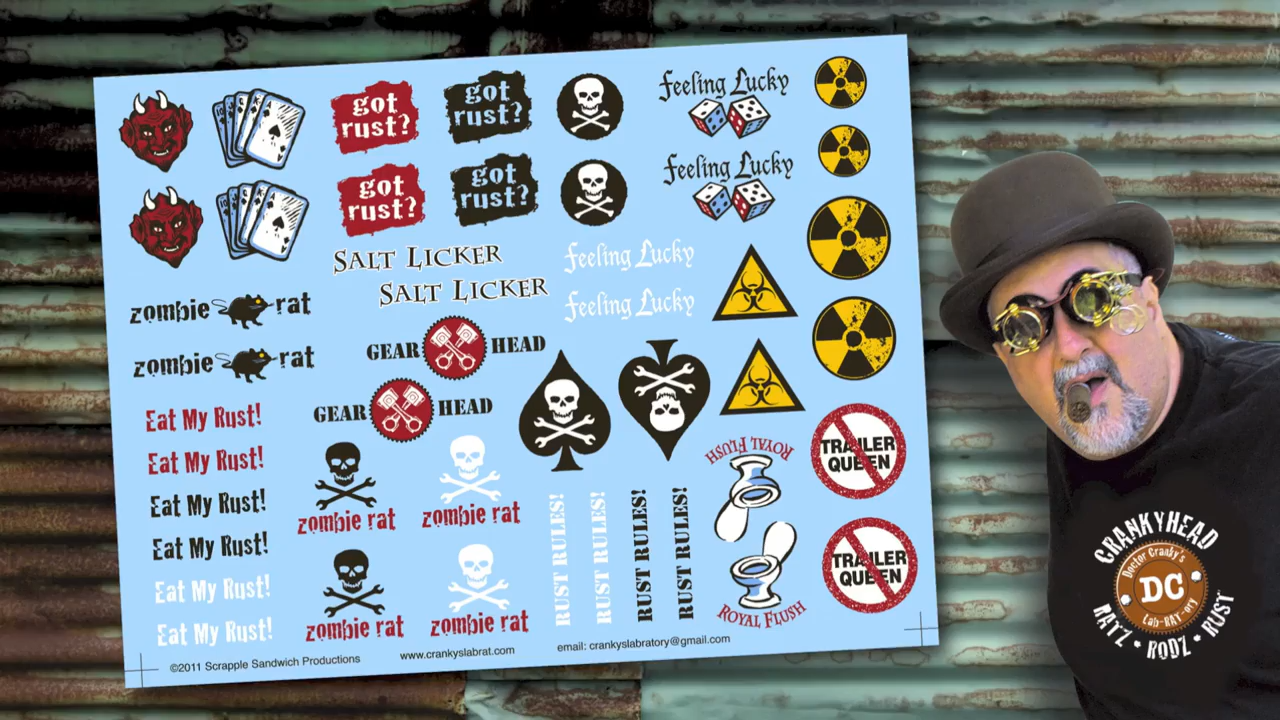 got
rust?
got
rust?
Feeling Lucky
got
rust?
got
rust?
Feeling Lucky
SALT LICKER
SALT LICKER
Feeling Lucky
Feeling Lucky
zombie rat
zombie rat
GEAR HEAD
GEAR HEAD
Eat My Rust!
Eat My Rust!
Eat My Rust!
Eat My Rust!
Eat My Rust!
Eat My Rust!
zombie rat
zombie rat
zombie rat
zombie rat
RUST RULES!
RUST RULES!
RUST RULES!
RUST RULES!
ROYAL FLUSH
ROYAL FLUSH
TRAILER
QUEEN
TRAILER
QUEEN
©2011 Scrapple Sandwich Productions
www.crankyslabrat.com
email: crankyslabratory@gmail.com
CRANKYHEAD
Doctor Cranky's
DC
Lab-RAT-ory
RATZ • RODZ • RUST